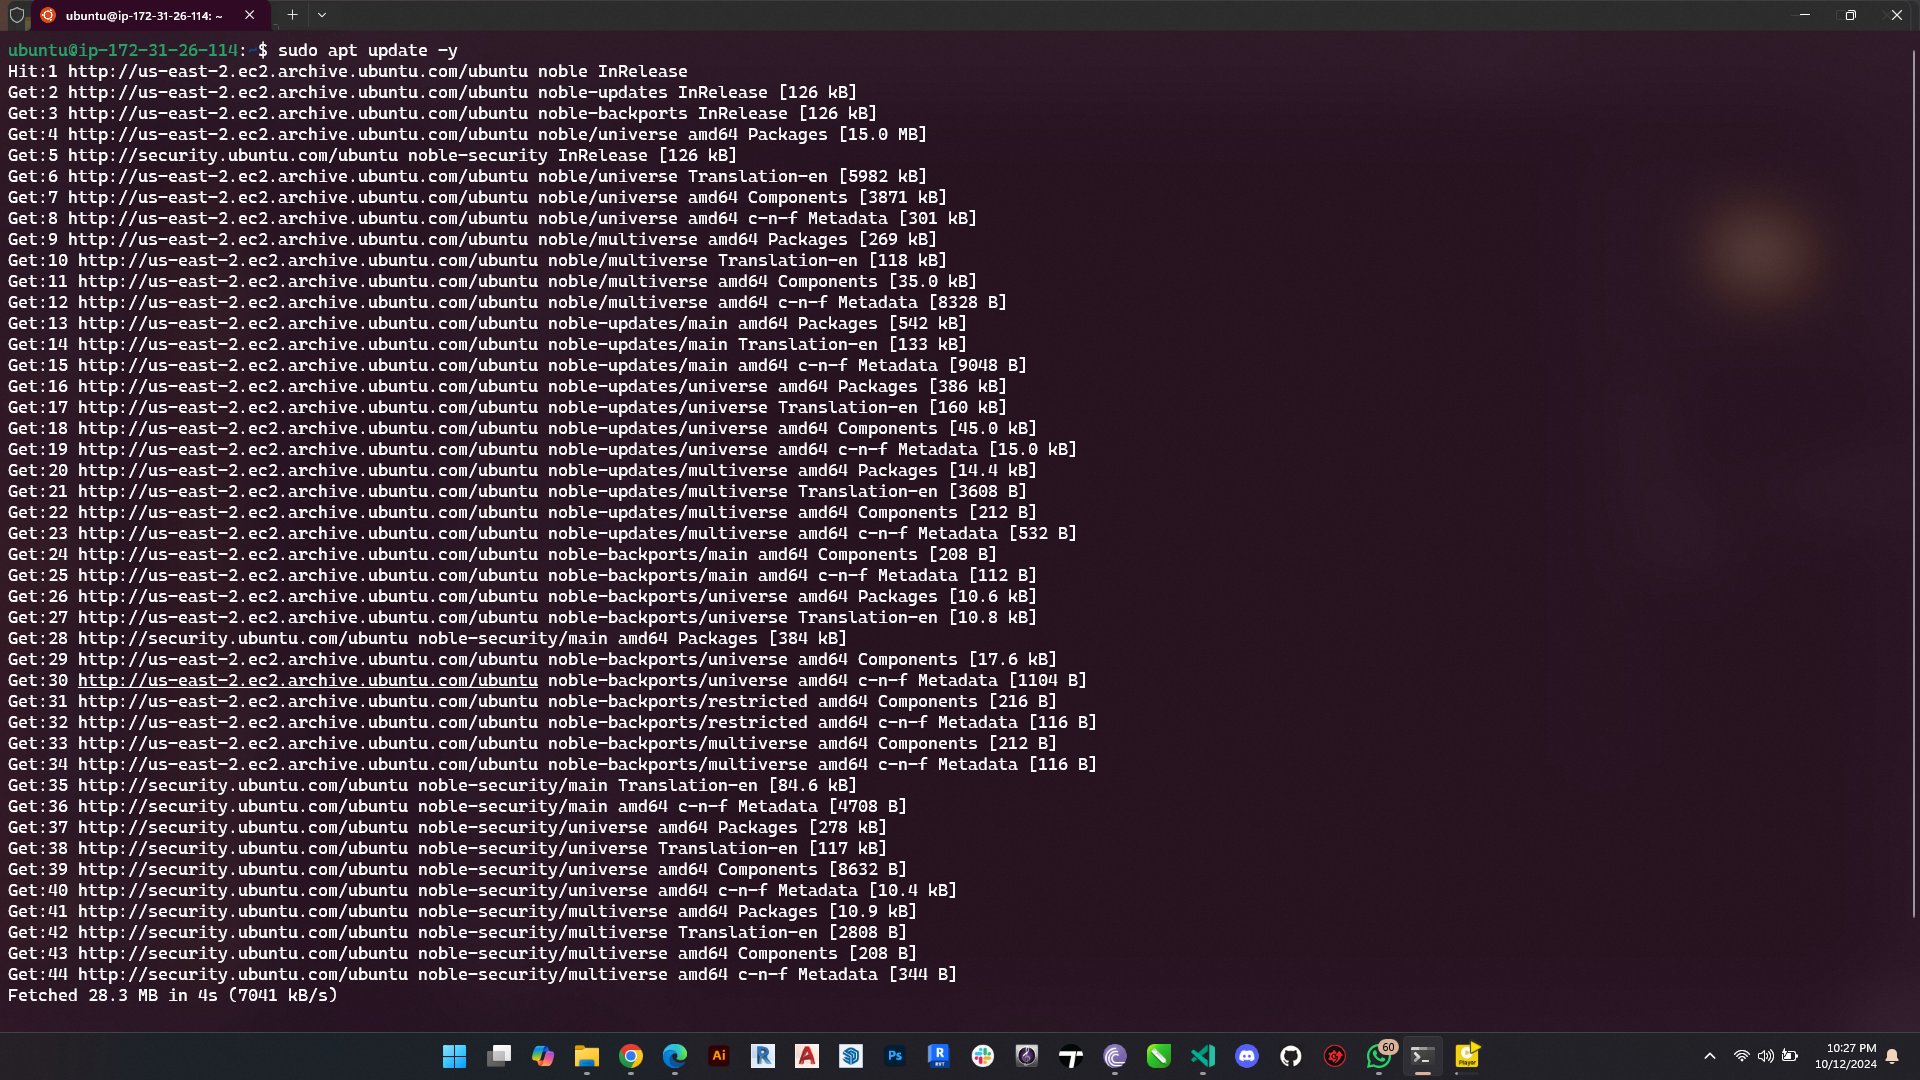 ubuntu@ip-172-31-26-114: ~
ubuntu@ip-172-31-26-114:~$ sudo apt update -y
Hit:1 http://us-east-2.ec2.archive.ubuntu.com/ubuntu noble InRelease
Get:2 http://us-east-2.ec2.archive.ubuntu.com/ubuntu noble-updates InRelease [126 kB]
Get:3 http://us-east-2.ec2.archive.ubuntu.com/ubuntu noble-backports InRelease [126 kB]
Get:4 http://us-east-2.ec2.archive.ubuntu.com/ubuntu noble/universe amd64 Packages [15.0 MB]
Get:5 http://security.ubuntu.com/ubuntu noble-security InRelease [126 kB]
Get:6 http://us-east-2.ec2.archive.ubuntu.com/ubuntu noble/universe Translation-en [5982 kB]
Get:7 http://us-east-2.ec2.archive.ubuntu.com/ubuntu noble/universe amd64 Components [3871 kB]
Get:8 http://us-east-2.ec2.archive.ubuntu.com/ubuntu noble/universe amd64 c-n-f Metadata [301 kB]
Get:9 http://us-east-2.ec2.archive.ubuntu.com/ubuntu noble/multiverse amd64 Packages [269 kB]
Get:10 http://us-east-2.ec2.archive.ubuntu.com/ubuntu noble/multiverse Translation-en [118 kB]
Get:11 http://us-east-2.ec2.archive.ubuntu.com/ubuntu noble/multiverse amd64 Components [35.0 kB]
Get:12 http://us-east-2.ec2.archive.ubuntu.com/ubuntu noble/multiverse amd64 c-n-f Metadata [8328 B]
Get:13 http://us-east-2.ec2.archive.ubuntu.com/ubuntu noble-updates/main amd64 Packages [542 kB]
Get:14 http://us-east-2.ec2.archive.ubuntu.com/ubuntu noble-updates/main Translation-en [133 kB]
Get:15 http://us-east-2.ec2.archive.ubuntu.com/ubuntu noble-updates/main amd64 c-n-f Metadata [9048 B]
Get:16 http://us-east-2.ec2.archive.ubuntu.com/ubuntu noble-updates/universe amd64 Packages [386 kB]
Get:17 http://us-east-2.ec2.archive.ubuntu.com/ubuntu noble-updates/universe Translation-en [160 kB]
Get:18 http://us-east-2.ec2.archive.ubuntu.com/ubuntu noble-updates/universe amd64 Components [45.0 kB]
Get:19 http://us-east-2.ec2.archive.ubuntu.com/ubuntu noble-updates/universe amd64 c-n-f Metadata [15.0 kB]
Get:20 http://us-east-2.ec2.archive.ubuntu.com/ubuntu noble-updates/multiverse amd64 Packages [14.4 kB]
Get:21 http://us-east-2.ec2.archive.ubuntu.com/ubuntu noble-updates/multiverse Translation-en [3608 B]
Get:22 http://us-east-2.ec2.archive.ubuntu.com/ubuntu noble-updates/multiverse amd64 Components [212 B]
Get:23 http://us-east-2.ec2.archive.ubuntu.com/ubuntu noble-updates/multiverse amd64 c-n-f Metadata [532 B]
Get:24 http://us-east-2.ec2.archive.ubuntu.com/ubuntu noble-backports/main amd64 Components [208 B]
Get:25 http://us-east-2.ec2.archive.ubuntu.com/ubuntu noble-backports/main amd64 c-n-f Metadata [112 B]
Get:26 http://us-east-2.ec2.archive.ubuntu.com/ubuntu noble-backports/universe amd64 Packages [10.6 kB]
Get:27 http://us-east-2.ec2.archive.ubuntu.com/ubuntu noble-backports/universe Translation-en [10.8 kB]
Get:28 http://security.ubuntu.com/ubuntu noble-security/main amd64 Packages [384 kB]
Get:29 http://us-east-2.ec2.archive.ubuntu.com/ubuntu noble-backports/universe amd64 Components [17.6 kB]
Get:30 http://us-east-2.ec2.archive.ubuntu.com/ubuntu noble-backports/universe amd64 c-n-f Metadata [1104 B]
Get:31 http://us-east-2.ec2.archive.ubuntu.com/ubuntu noble-backports/restricted amd64 Components [216 B]
Get:32 http://us-east-2.ec2.archive.ubuntu.com/ubuntu noble-backports/restricted amd64 c-n-f Metadata [116 B]
Get:33 http://us-east-2.ec2.archive.ubuntu.com/ubuntu noble-backports/multiverse amd64 Components [212 B]
Get:34 http://us-east-2.ec2.archive.ubuntu.com/ubuntu noble-backports/multiverse amd64 c-n-f Metadata [116 B]
Get:35 http://security.ubuntu.com/ubuntu noble-security/main Translation-en [84.6 kB]
Get:36 http://security.ubuntu.com/ubuntu noble-security/main amd64 c-n-f Metadata [4708 B]
Get:37 http://security.ubuntu.com/ubuntu noble-security/universe amd64 Packages [278 kB]
Get:38 http://security.ubuntu.com/ubuntu noble-security/universe Translation-en [117 kB]
Get:39 http://security.ubuntu.com/ubuntu noble-security/universe amd64 Components [8632 B]
Get:40 http://security.ubuntu.com/ubuntu noble-security/universe amd64 c-n-f Metadata [10.4 kB]
Get:41 http://security.ubuntu.com/ubuntu noble-security/multiverse amd64 Packages [10.9 kB]
Get:42 http://security.ubuntu.com/ubuntu noble-security/multiverse Translation-en [2808 B]
Get:43 http://security.ubuntu.com/ubuntu noble-security/multiverse amd64 Components [208 B]
Get:44 http://security.ubuntu.com/ubuntu noble-security/multiverse amd64 c-n-f Metadata [344 B]
Fetched 28.3 MB in 4s (7041 kB/s)
Ai R A Ps R RVT 60 Player
10:27 PM
10/12/2024